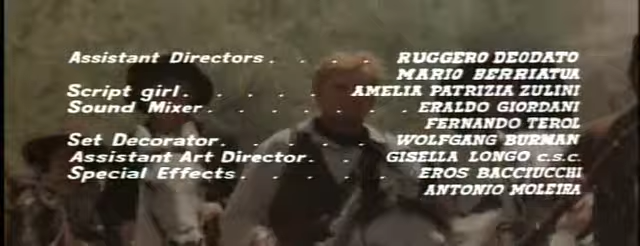 Assistant Directors. . . . RUGGERO DEODATO
MARIO BERRIATUA
Script girl. . . . . AMELIA PATRIZIA ZULINI
Sound Mixer. . . . . . ERALDO GIORDANI
FERNANDO TEROL
Set Decorator. . . . . WOLFGANG BURMAN
Assistant Art Director. . . GISELLA LONGO C.S.C.
Special Effects. . . . . EROS BACCIUCCHI
ANTONIO MOLEIRA